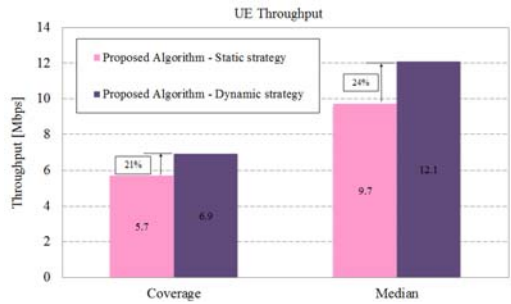 UE Throughput
14
12
10
8
6
4
2
0
Throughput [Mbps]
Proposed Algorithm - Static strategy
Proposed Algorithm - Dynamic strategy
21%
24%
5.7
6.9
9.7
12.1
Coverage
Median